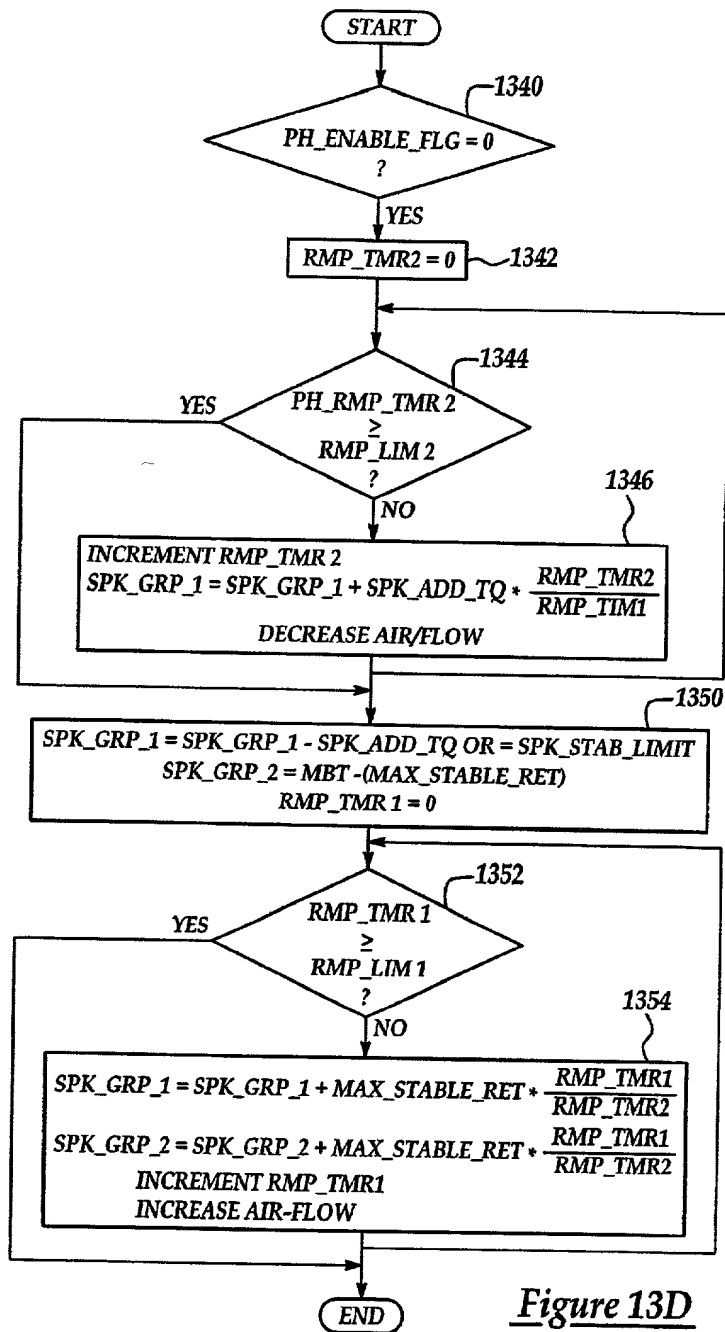 START
1340
PH_ENABLE_FLG = 0
?
YES
RMP_TMR2 = 0
1342
1344
YES
PH_RMP_TMR 2
≥
RMP_LIM 2
?
NO
1346
INCREMENT RMP_TMR 2
SPK_GRP_1 = SPK_GRP_1 + SPK_ADD_TQ * RMP_TMR2
RMP_TIM1
DECREASE AIR/FLOW
1350
SPK_GRP_1 = SPK_GRP_1 - SPK_ADD_TQ OR = SPK_STAB_LIMIT
SPK_GRP_2 = MBT -(MAX_STABLE_RET)
RMP_TMR 1 = 0
1352
YES
RMP_TMR 1
≥
RMP_LIM 1
?
NO
1354
SPK_GRP_1 = SPK_GRP_1 + MAX_STABLE_RET * RMP_TMR1
RMP_TMR2
SPK_GRP_2 = SPK_GRP_2 + MAX_STABLE_RET * RMP_TMR1
RMP_TMR2
INCREMENT RMP_TMR1
INCREASE AIR-FLOW
END
Figure 13D